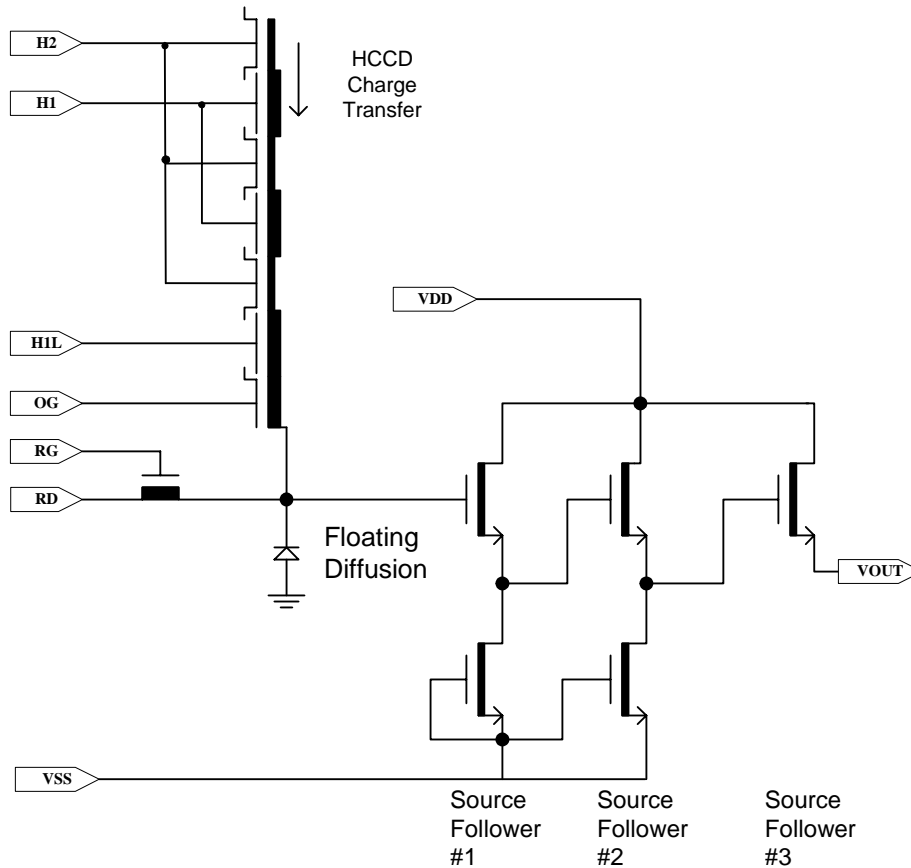 H2
HCCD
Charge
Transfer
H1
VDD
H1L
OG
RG
RD
Floating
Diffusion
VOUT
VSS
Source
Follower
#1
Source
Follower
#2
Source
Follower
#3